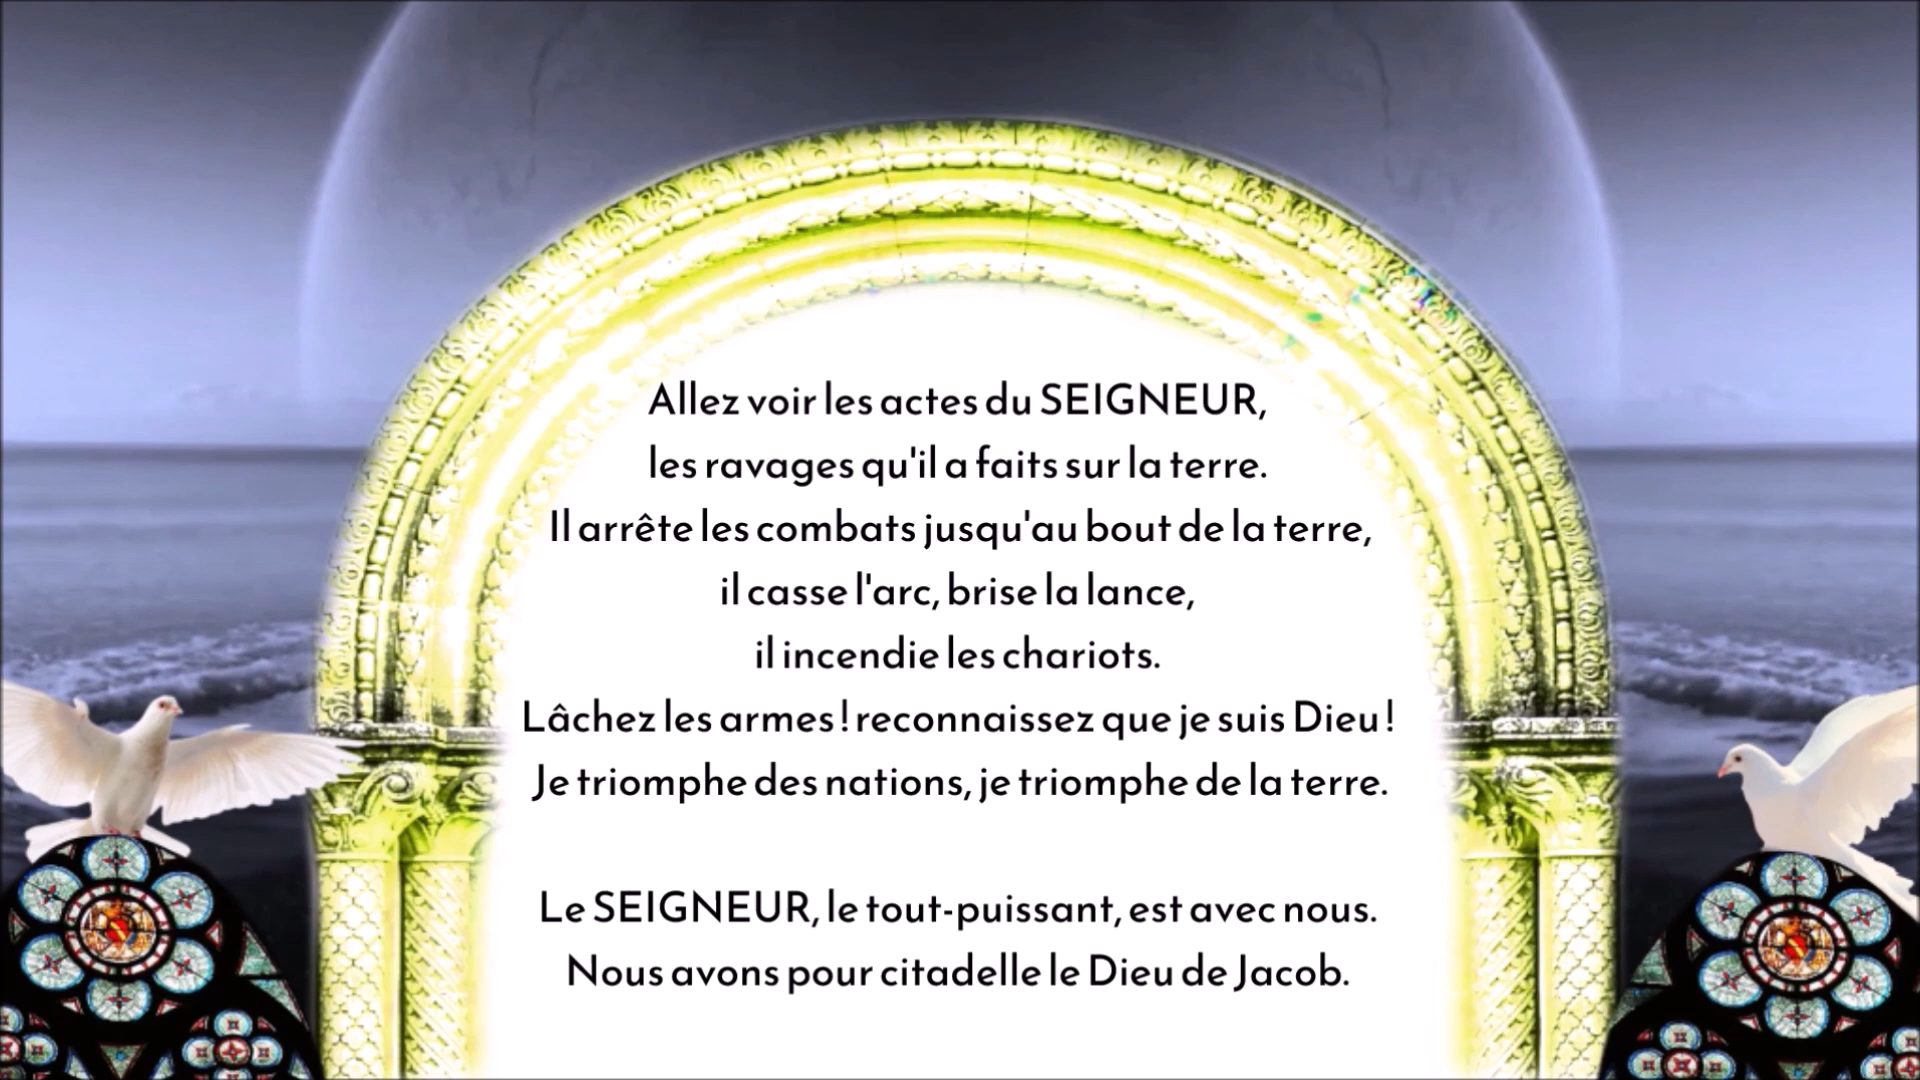 Allez voir les actes du SEIGNEUR,
les ravages qu'il a faits sur la terre.
Il arrête les combats jusqu'au bout de la terre,
il casse l'arc, brise la lance,
il incendie les chariots.
Lâchez les armes ! reconnaissez que je suis Dieu !
Je triomphe des nations, je triomphe de la terre.
Le SEIGNEUR, le tout-puissant, est avec nous.
Nous avons pour citadelle le Dieu de Jacob.